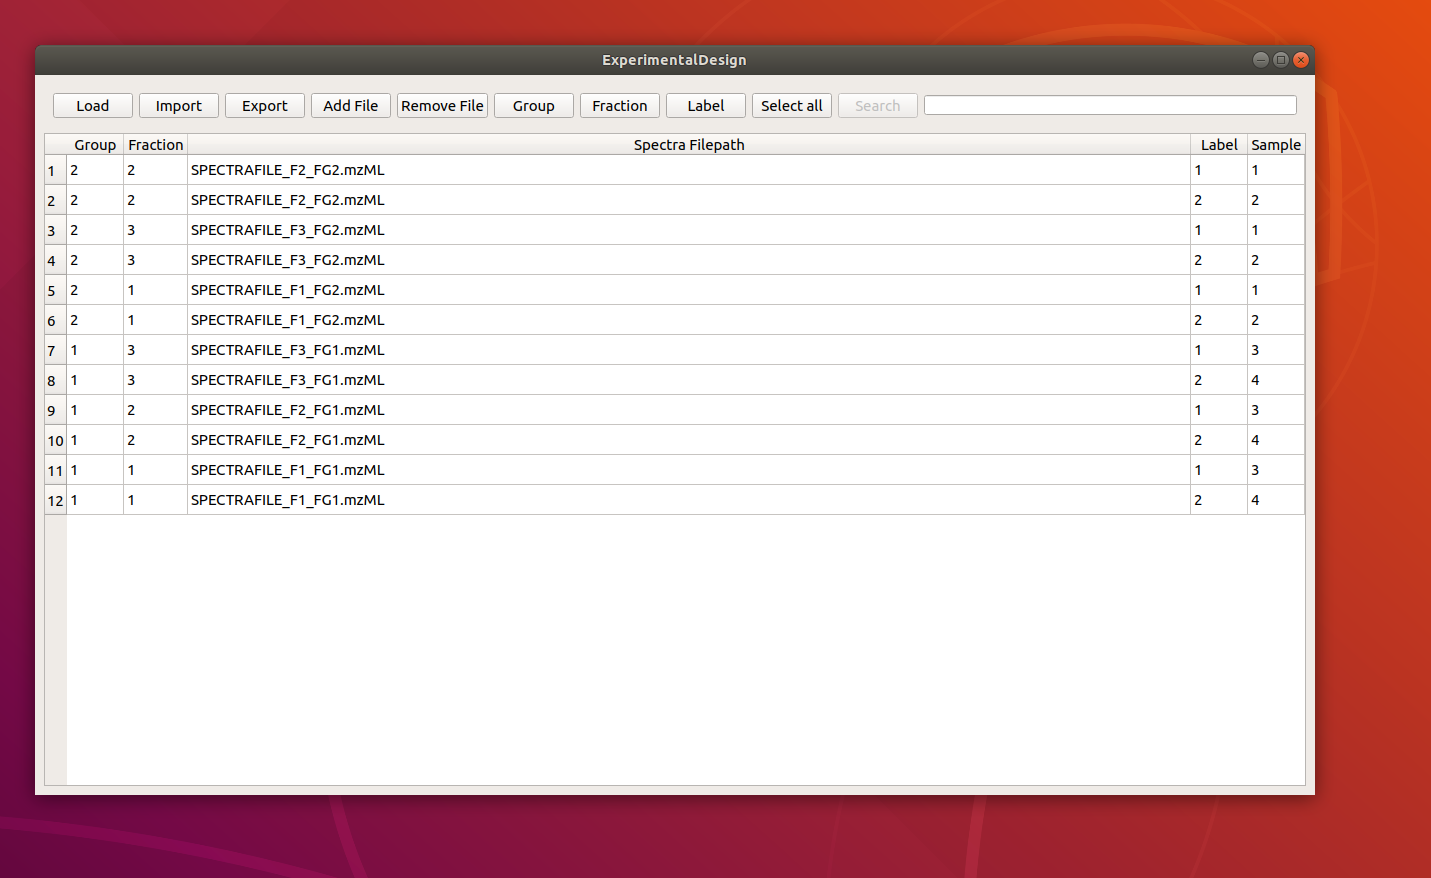 ExperimentalDesign
Load Import Export Add File Remove File Group Fraction Label Select all Search
Group Fraction Spectra Filepath Label Sample
1 2 2 SPECTRAFILE_F2_FG2.mzML 1 1
2 2 2 SPECTRAFILE_F2_FG2.mzML 2 2
3 2 3 SPECTRAFILE_F3_FG2.mzML 1 1
4 2 3 SPECTRAFILE_F3_FG2.mzML 2 2
5 2 1 SPECTRAFILE_F1_FG2.mzML 1 1
6 2 1 SPECTRAFILE_F1_FG2.mzML 2 2
7 1 3 SPECTRAFILE_F3_FG1.mzML 1 3
8 1 3 SPECTRAFILE_F3_FG1.mzML 2 4
9 1 2 SPECTRAFILE_F2_FG1.mzML 1 3
10 1 2 SPECTRAFILE_F2_FG1.mzML 2 4
11 1 1 SPECTRAFILE_F1_FG1.mzML 1 3
12 1 1 SPECTRAFILE_F1_FG1.mzML 2 4